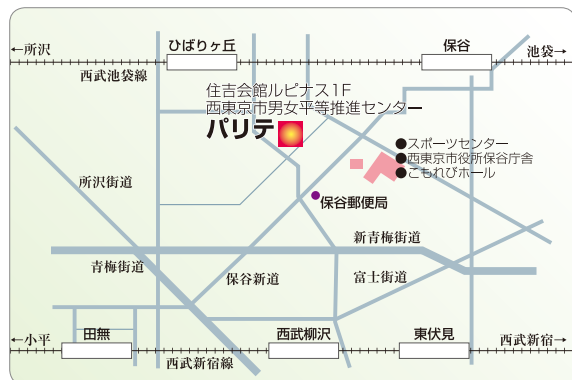 ←所沢
ひばりヶ丘
保谷
池袋→
西武池袋線
住吉会館ルピナス1F
西東京市男女平等推進センター
パリテ
●スポーツセンター
●西東京市役所保谷庁舎
●こもれびホール
所沢街道
保谷郵便局
新青梅街道
青梅街道
保谷新道
富士街道
←小平
田無
西武柳沢
東伏見
西武新宿→
西武新宿線